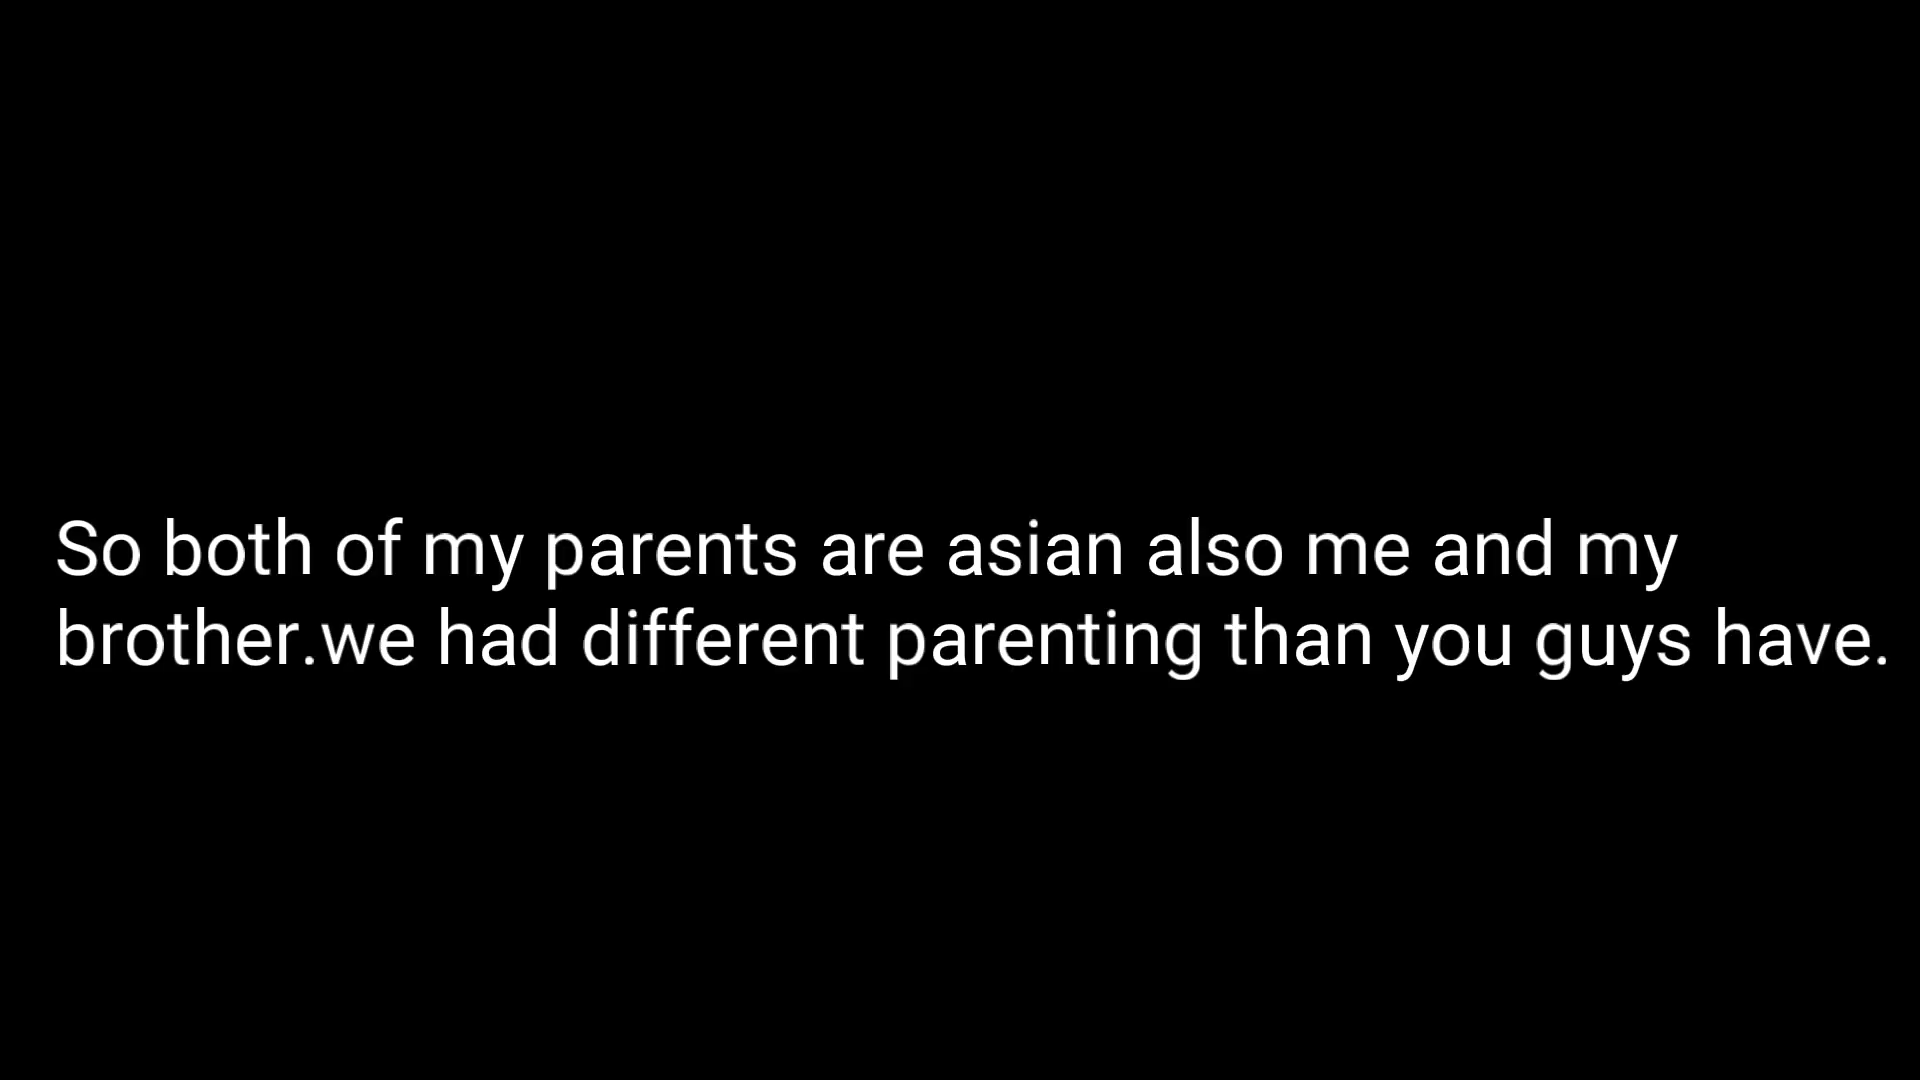 So both of my parents are asian also me and my
brother.we had different parenting than you guys have.